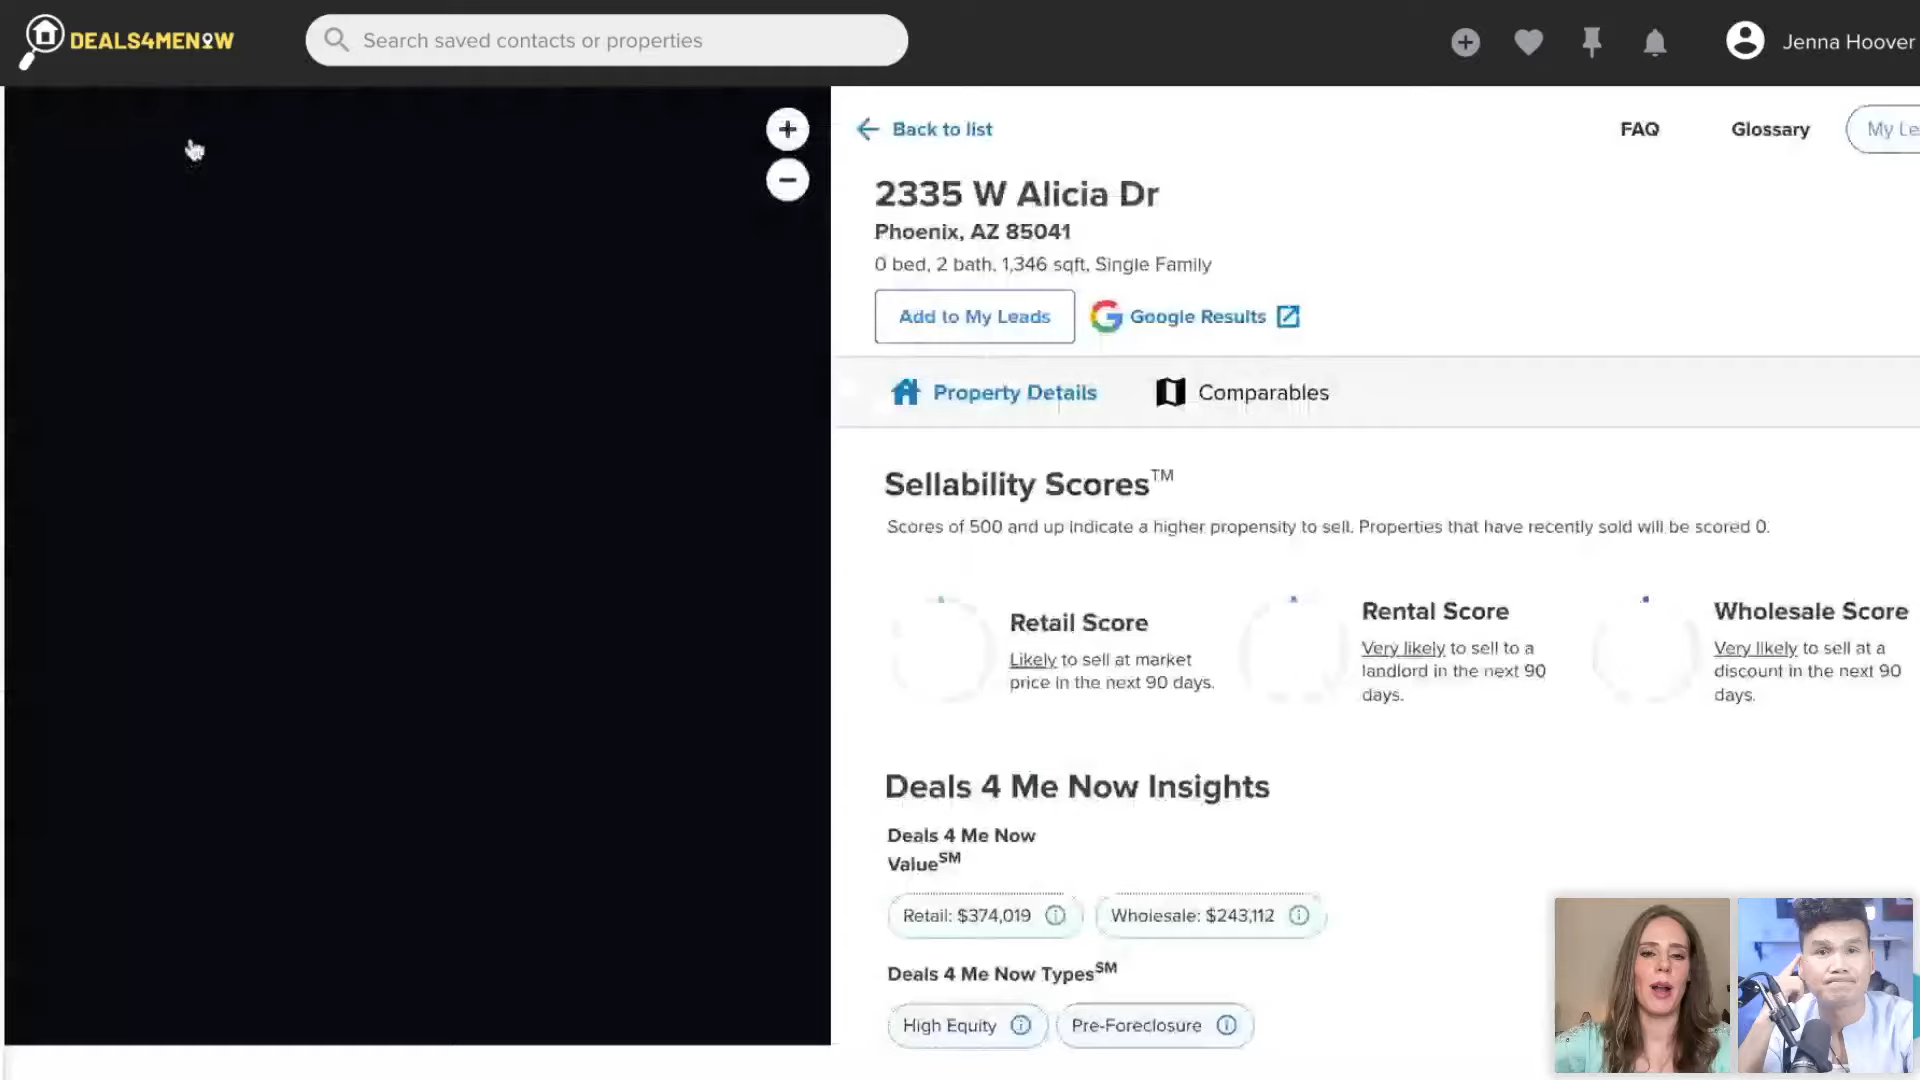 DEALS4MENOW
Search saved contacts or properties
Jenna Hoover
Back to list
FAQ
Glossary
My Le
2335 W Alicia Dr
Phoenix, AZ 85041
0 bed, 2 bath, 1,346 sqft, Single Family
Add to My Leads
Google Results
Property Details
Comparables
Sellability Scores™
Scores of 500 and up indicate a higher propensity to sell. Properties that have recently sold will be scored 0.
Retail Score
Likely to sell at market
price in the next 90 days.
Rental Score
Very likely to sell to a
landlord in the next 90
days.
Wholesale Score
Very likely to sell at a
discount in the next 90
days.
Deals 4 Me Now Insights
Deals 4 Me Now
Value℠
Retail: $374,019
Wholesale: $243,112
Deals 4 Me Now Types℠
High Equity
Pre-Foreclosure